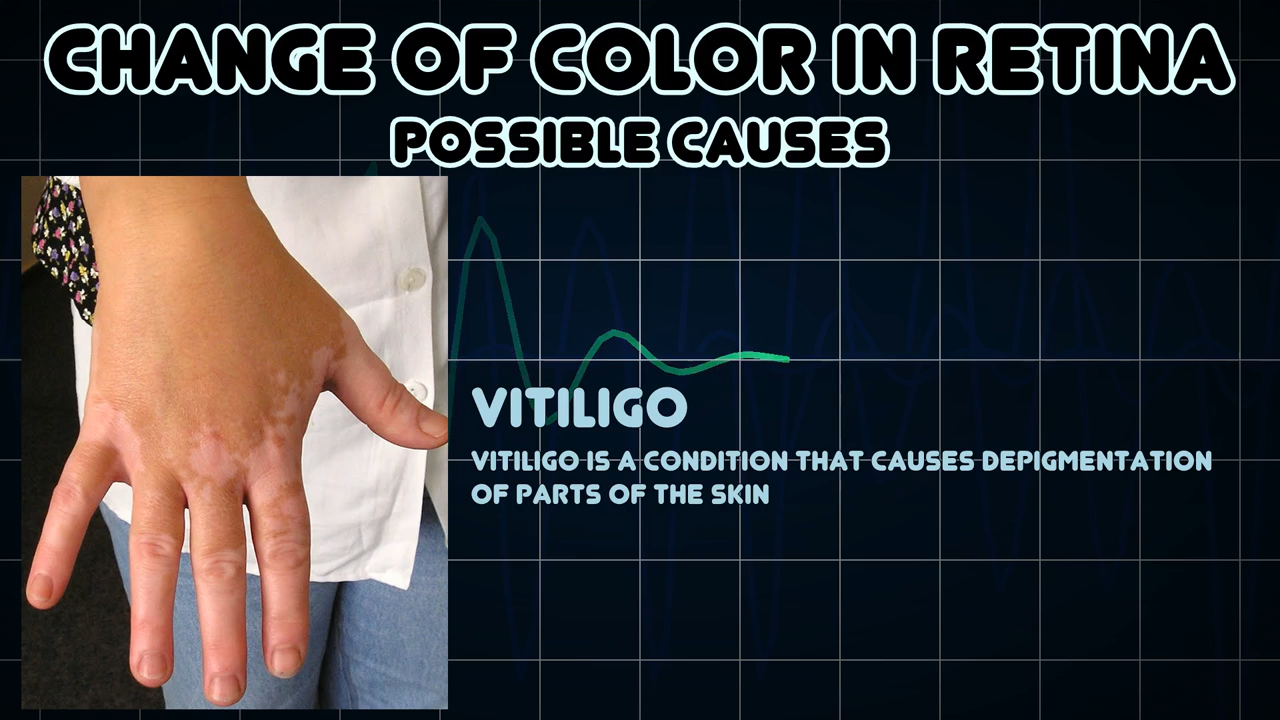 CHANGE OF COLOR IN RETINA
POSSIBLE CAUSES
VITILIGO
VITILIGO IS A CONDITION THAT CAUSES DEPIGMENTATION
OF PARTS OF THE SKIN